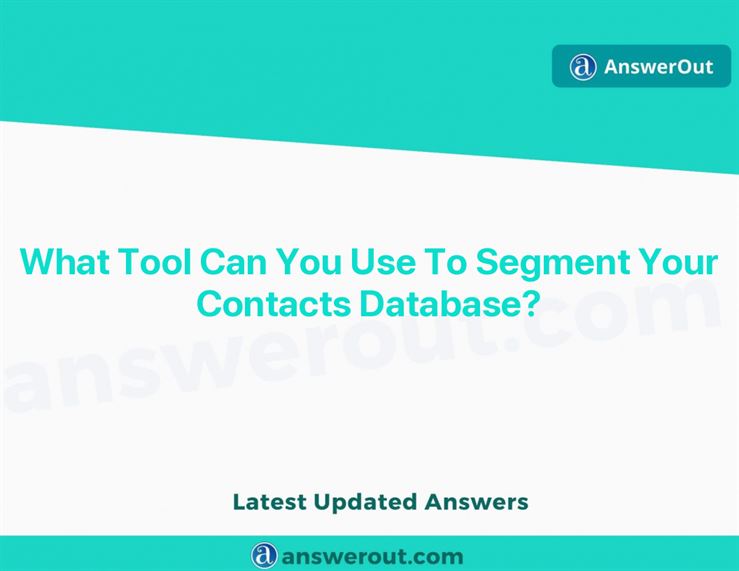 AnswerOut
What Tool Can You Use To Segment Your
Contacts Database?
answerout.com
Latest Updated Answers
answerout.com